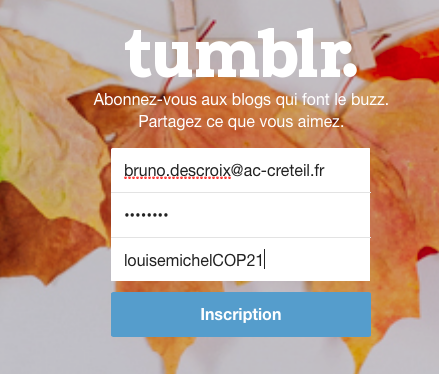 tumblr.
Abonnez-vous aux blogs qui font le buzz.
Partagez ce que vous aimez.
bruno.descroix@ac-creteil.fr
••••••••
louisemichelCOP21
Inscription